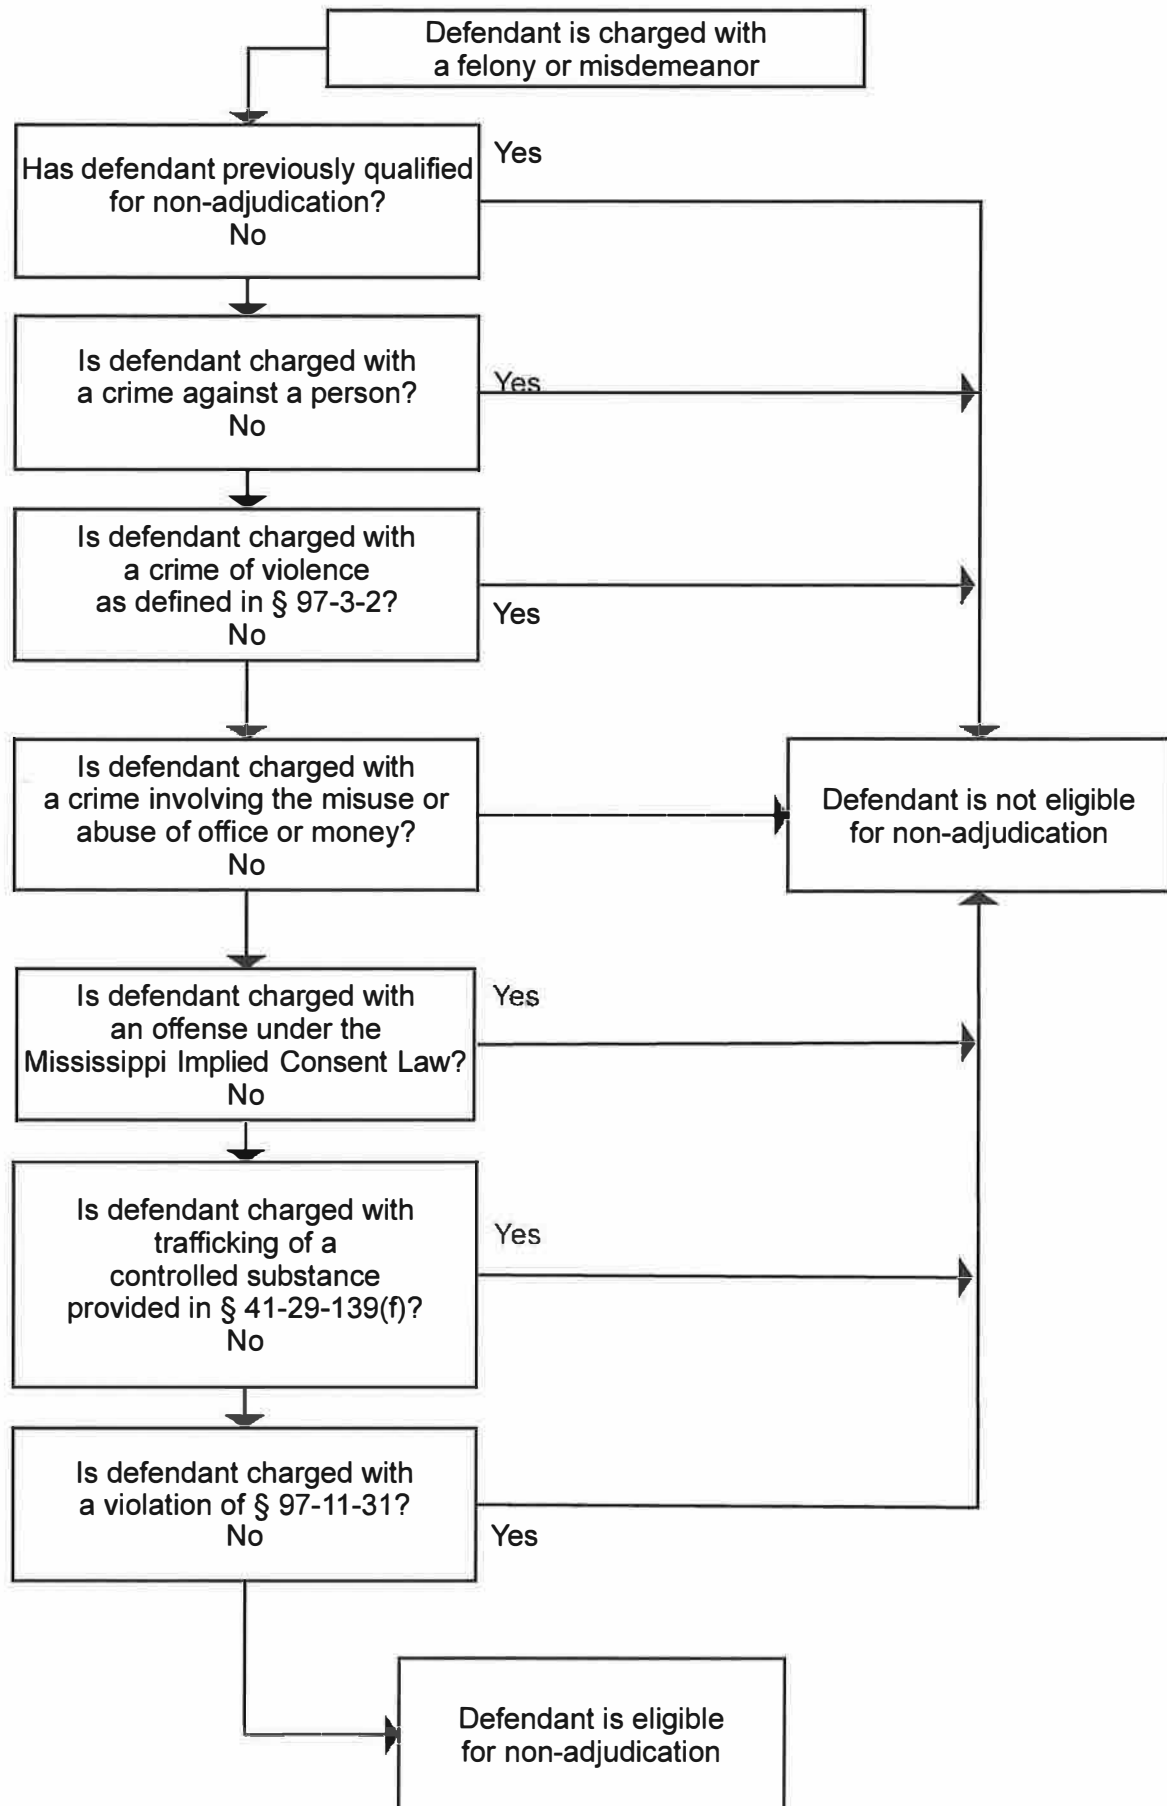 Defendant is charged with
a felony or misdemeanor
Has defendant previously qualified
for non-adjudication?
No
Yes
Is defendant charged with
a crime against a person?
No
Yes
Is defendant charged with
a crime of violence
as defined in § 97-3-2?
No
Yes
Is defendant charged with
a crime involving the misuse or
abuse of office or money?
No
Defendant is not eligible
for non-adjudication
Is defendant charged with
an offense under the
Mississippi Implied Consent Law?
No
Yes
Is defendant charged with
trafficking of a
controlled substance
provided in § 41-29-139(f)?
No
Yes
Is defendant charged with
a violation of § 97-11-31?
No
Yes
Defendant is eligible
for non-adjudication